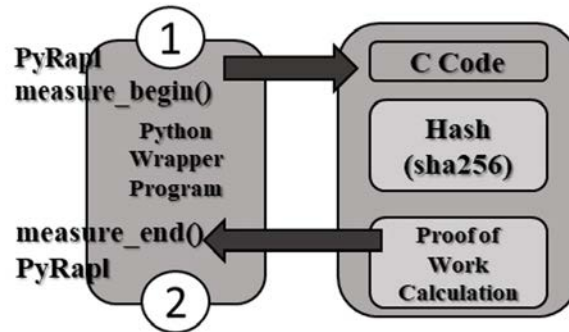 1
PyRapl
measure_begin()
Python
Wrapper
Program
measure_end()
PyRapl
2
C Code
Hash
(sha256)
Proof of
Work
Calculation